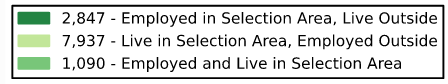 2,847 - Employed in Selection Area, Live Outside
7,937 - Live in Selection Area, Employed Outside
1,090 - Employed and Live in Selection Area